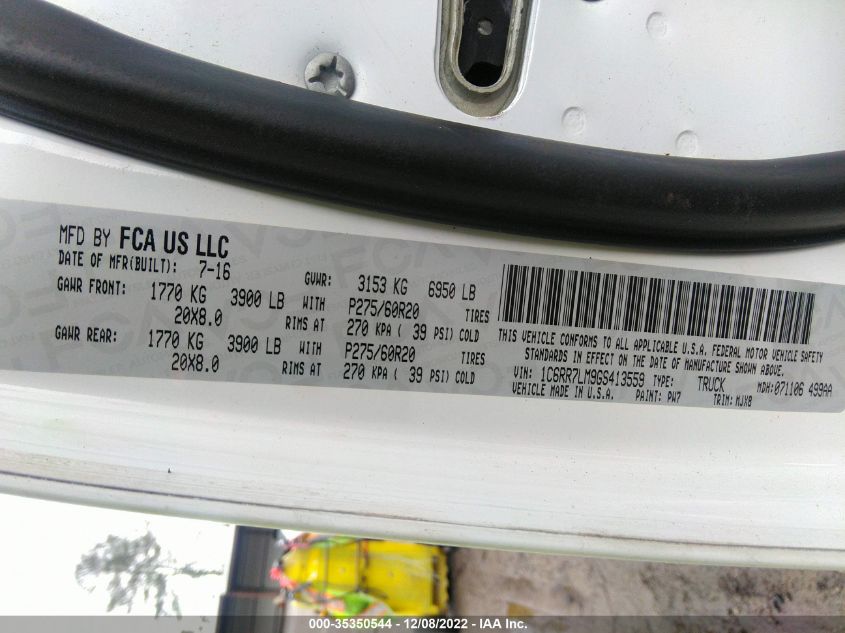 MFD BY FCA US LLC
DATE OF MFR(BUILT): 7-16 GVWR: 3153 KG 6950 LB
GAWR FRONT: 1770 KG 3900 LB WITH P275/60R20 TIRES
20X8.0 RIMS AT 270 KPA ( 39 PSI) COLD
GAWR REAR: 1770 KG 3900 LB WITH P275/60R20 TIRES
20X8.0 RIMS AT 270 KPA ( 39 PSI) COLD
THIS VEHICLE CONFORMS TO ALL APPLICABLE U.S.A. FEDERAL MOTOR VEHICLE SAFETY
STANDARDS IN EFFECT ON THE DATE OF MANUFACTURE SHOWN ABOVE.
VIN: 1C6RR7LM9GS413559 TYPE: TRUCK MDH:071106 499AA
VEHICLE MADE IN U.S.A. PAINT: PW7 TRIM: MJX8
000-35350544 - 12/08/2022 - IAA Inc.